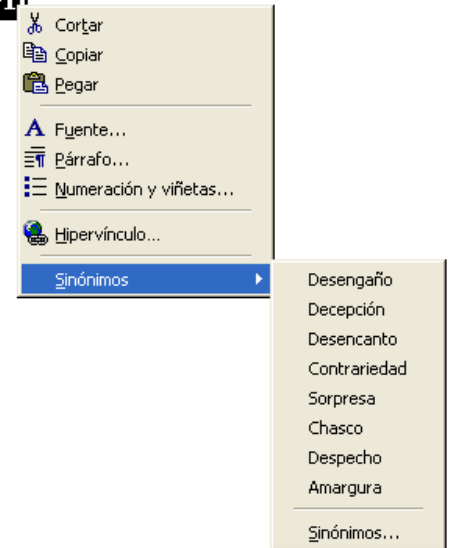 Cortar
Copiar
Pegar
Fuente...
Párrafo...
Numeración y viñetas...
Hipervínculo...
Sinónimos
Desengaño
Decepción
Desencanto
Contrariedad
Sorpresa
Chasco
Despecho
Amargura
Sinónimos...